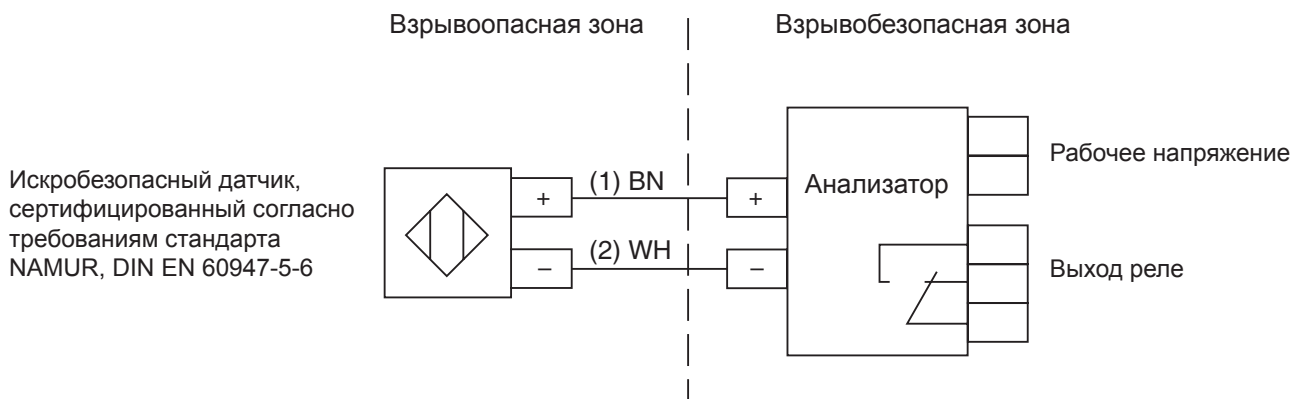 Взрывоопасная зона
Взрывобезопасная зона
Искробезопасный датчик,
сертифицированный согласно
требованиям стандарта
NAMUR, DIN EN 60947-5-6
+
(1) BN
+
–
(2) WH
–
Анализатор
Рабочее напряжение
Выход реле